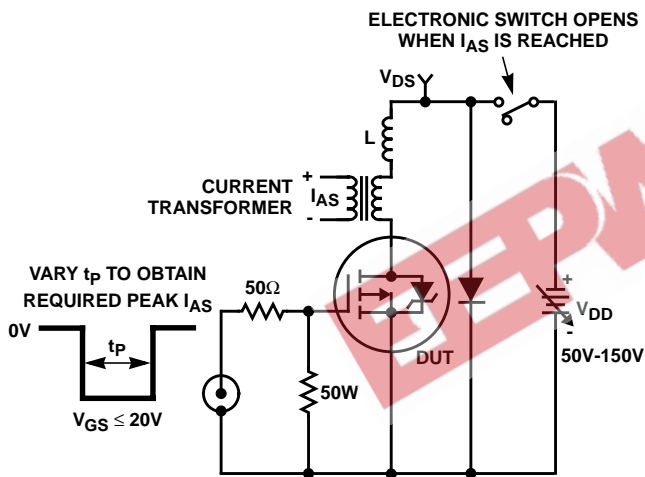 ELECTRONIC SWITCH OPENS
WHEN IAS IS REACHED
VDS
L
+
CURRENT
TRANSFORMER
IAS
-
VARY tP TO OBTAIN
REQUIRED PEAK IAS
50Ω
0V
tP
VGS ≤ 20V
50W
DUT
+
VDD
-
50V-150V